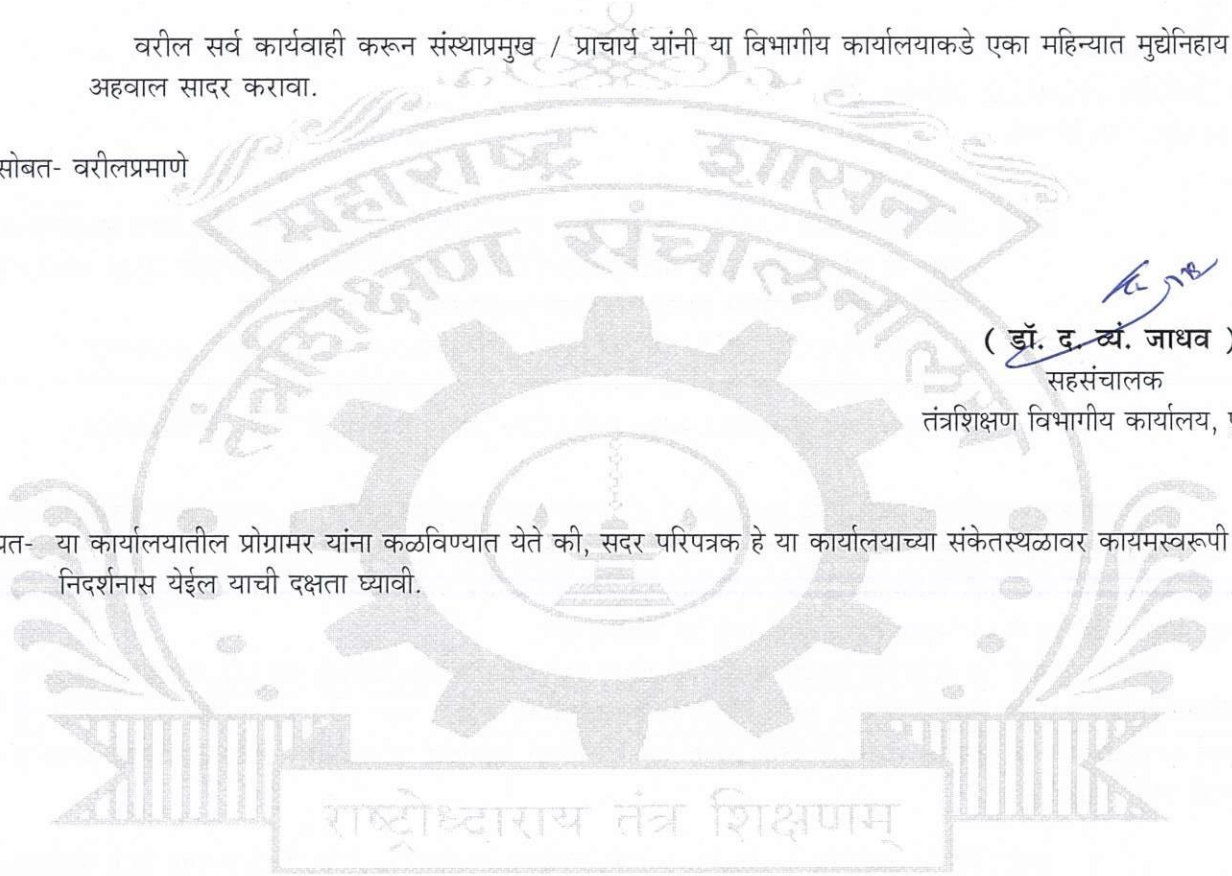 वरील सर्व कार्यवाही करून संस्थाप्रमुख / प्राचार्य यांनी या विभागीय कार्यालयाकडे एका महिन्यात मुद्येनिहाय
अहवाल सादर करावा.
सोबत- वरीलप्रमाणे
महाराष्ट्र शासन
तंत्रशिक्षण संचालनालय
( डॉ. द. व्यं. जाधव )
सहसंचालक
तंत्रशिक्षण विभागीय कार्यालय,
या कार्यालयातील प्रोग्रामर यांना कळविण्यात येते की, सदर परिपत्रक हे या कार्यालयाच्या संकेतस्थळावर कायमस्वरूपी
निदर्शनास येईल याची दक्षता घ्यावी.
राष्ट्रोध्दाराय तंत्र शिक्षणम्